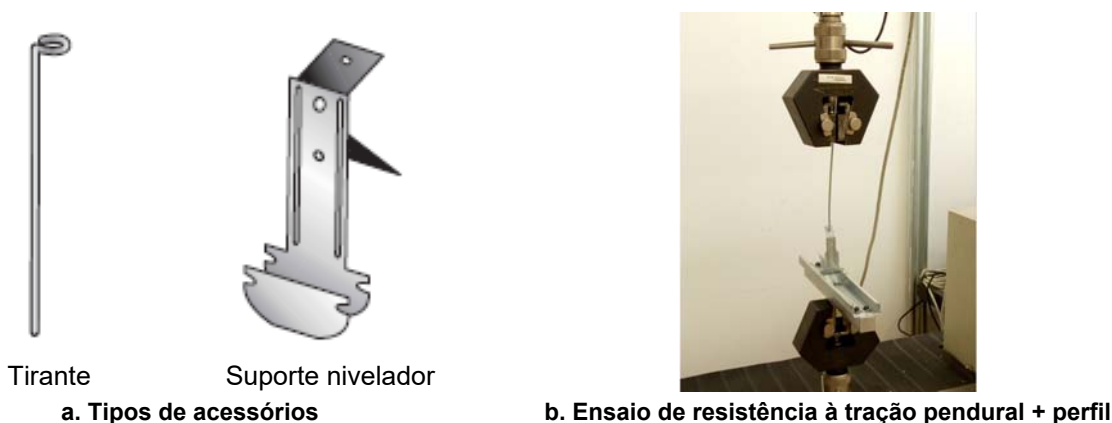 Tirante
Suporte nivelador
a. Tipos de acessórios
b. Ensaio de resistência à tração pendural + perfil